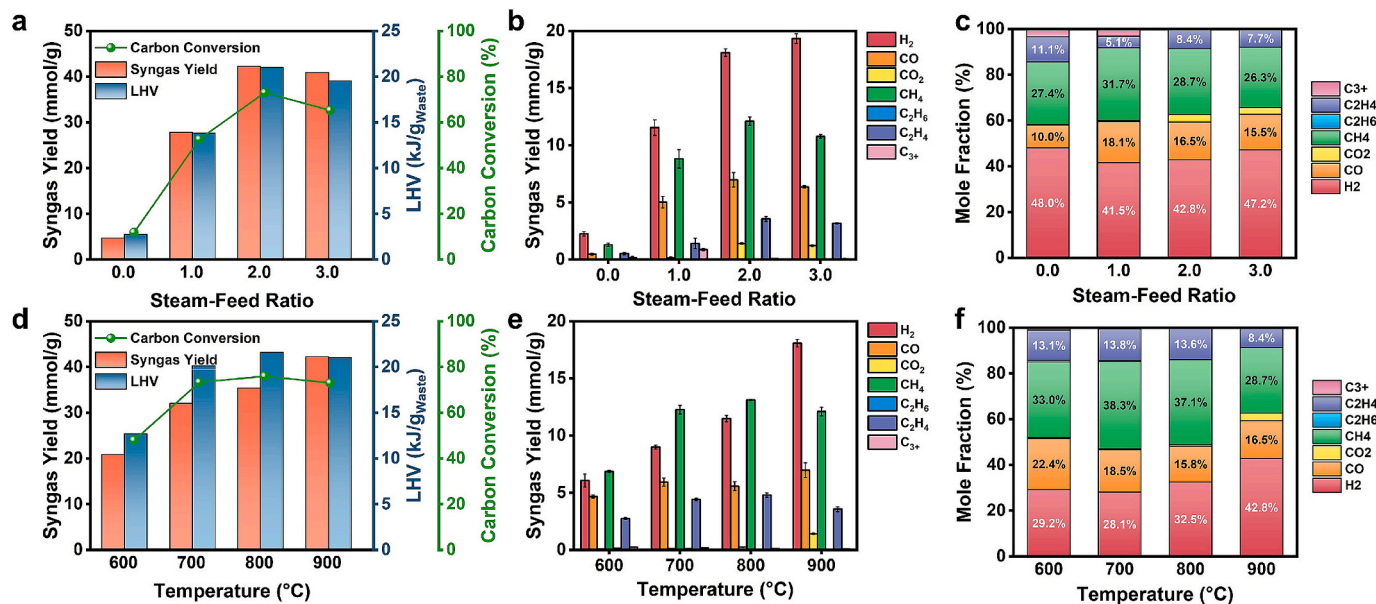 a
50
40
30
20
10
0
Syngas Yield (mmol/g)
Carbon Conversion
Syngas Yield
LHV
0.0 1.0 2.0 3.0
Steam-Feed Ratio
25
20
15
10
5
0
LHV (kJ/gwaste)
100
80
60
40
20
0
Carbon Conversion (%)
b
20
15
10
5
0
Syngas Yield (mmol/g)
H2
CO
CO2
CH4
C2H6
C2H4
C3+
0.0 1.0 2.0 3.0
Steam-Feed Ratio
c
100
80
60
40
20
0
Mole Fraction (%)
11.1% 5.1% 8.4% 7.7%
27.4% 31.7% 28.7% 26.3%
10.0% 18.1% 16.5% 15.5%
48.0% 41.5% 42.8% 47.2%
0.0 1.0 2.0 3.0
Steam-Feed Ratio
C3+
C2H4
C2H6
CH4
CO2
CO
H2
d
50
40
30
20
10
0
Syngas Yield (mmol/g)
Carbon Conversion
Syngas Yield
LHV
600 700 800 900
Temperature (°C)
25
20
15
10
5
0
LHV (kJ/gwaste)
100
80
60
40
20
0
Carbon Conversion (%)
e
20
15
10
5
0
Syngas Yield (mmol/g)
H2
CO
CO2
CH4
C2H6
C2H4
C3+
600 700 800 900
Temperature (°C)
f
100
80
60
40
20
0
Mole Fraction (%)
13.1% 13.8% 13.6% 8.4%
33.0% 38.3% 37.1% 28.7%
22.4% 18.5% 15.8% 16.5%
29.2% 28.1% 32.5% 42.8%
600 700 800 900
Temperature (°C)
C3+
C2H4
C2H6
CH4
CO2
CO
H2